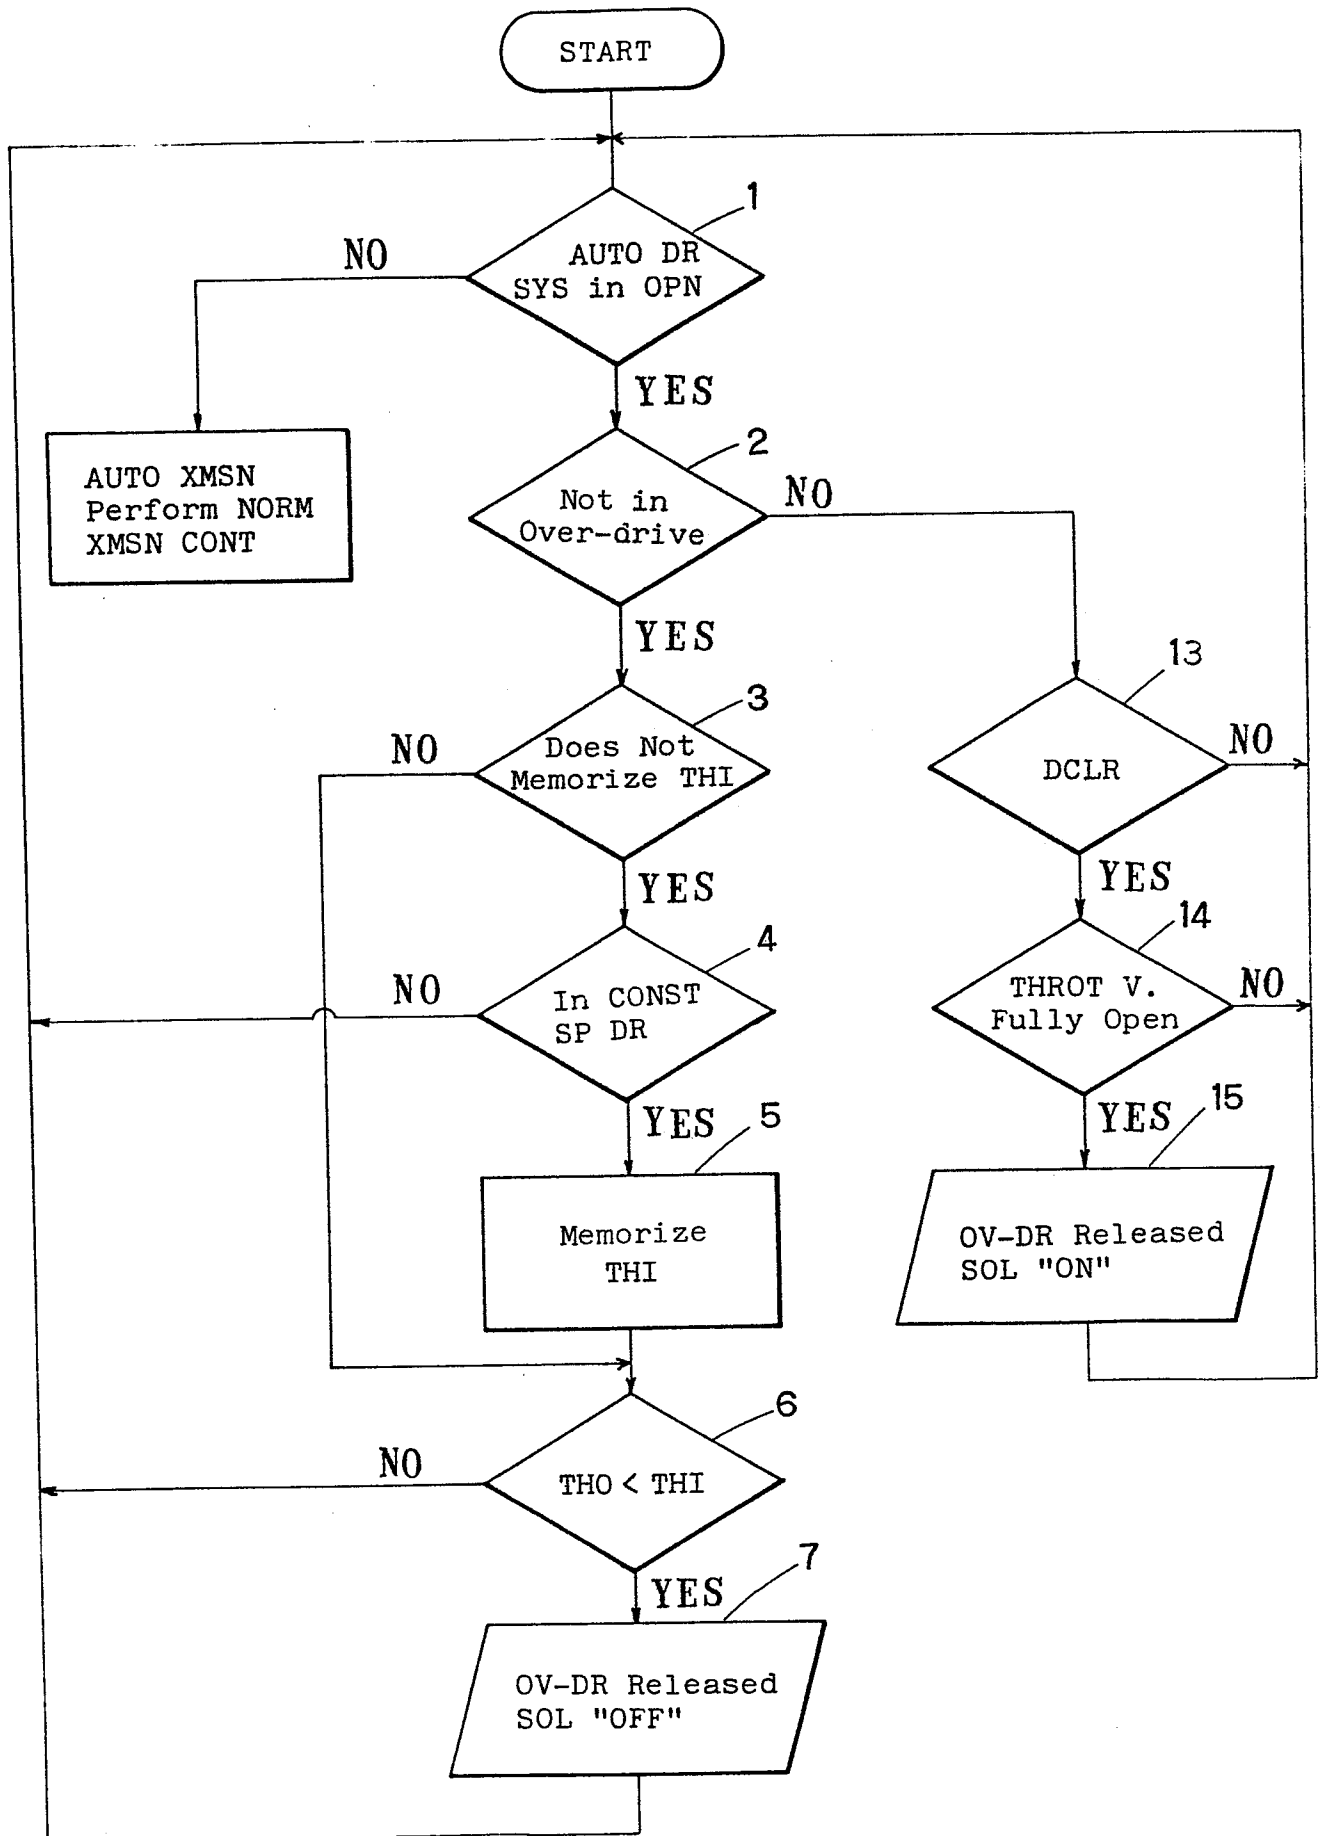 START
1
AUTO DR
SYS in OPN
NO
YES
AUTO XMSN
Perform NORM
XMSN CONT
2
Not in
Over-drive
NO
YES
3
Does Not
Memorize THI
NO
YES
13
DCLR
NO
YES
4
In CONST
SP DR
NO
YES
14
THROT V.
Fully Open
NO
YES
5
Memorize
THI
15
OV-DR Released
SOL "ON"
6
THO < THI
NO
YES
7
OV-DR Released
SOL "OFF"